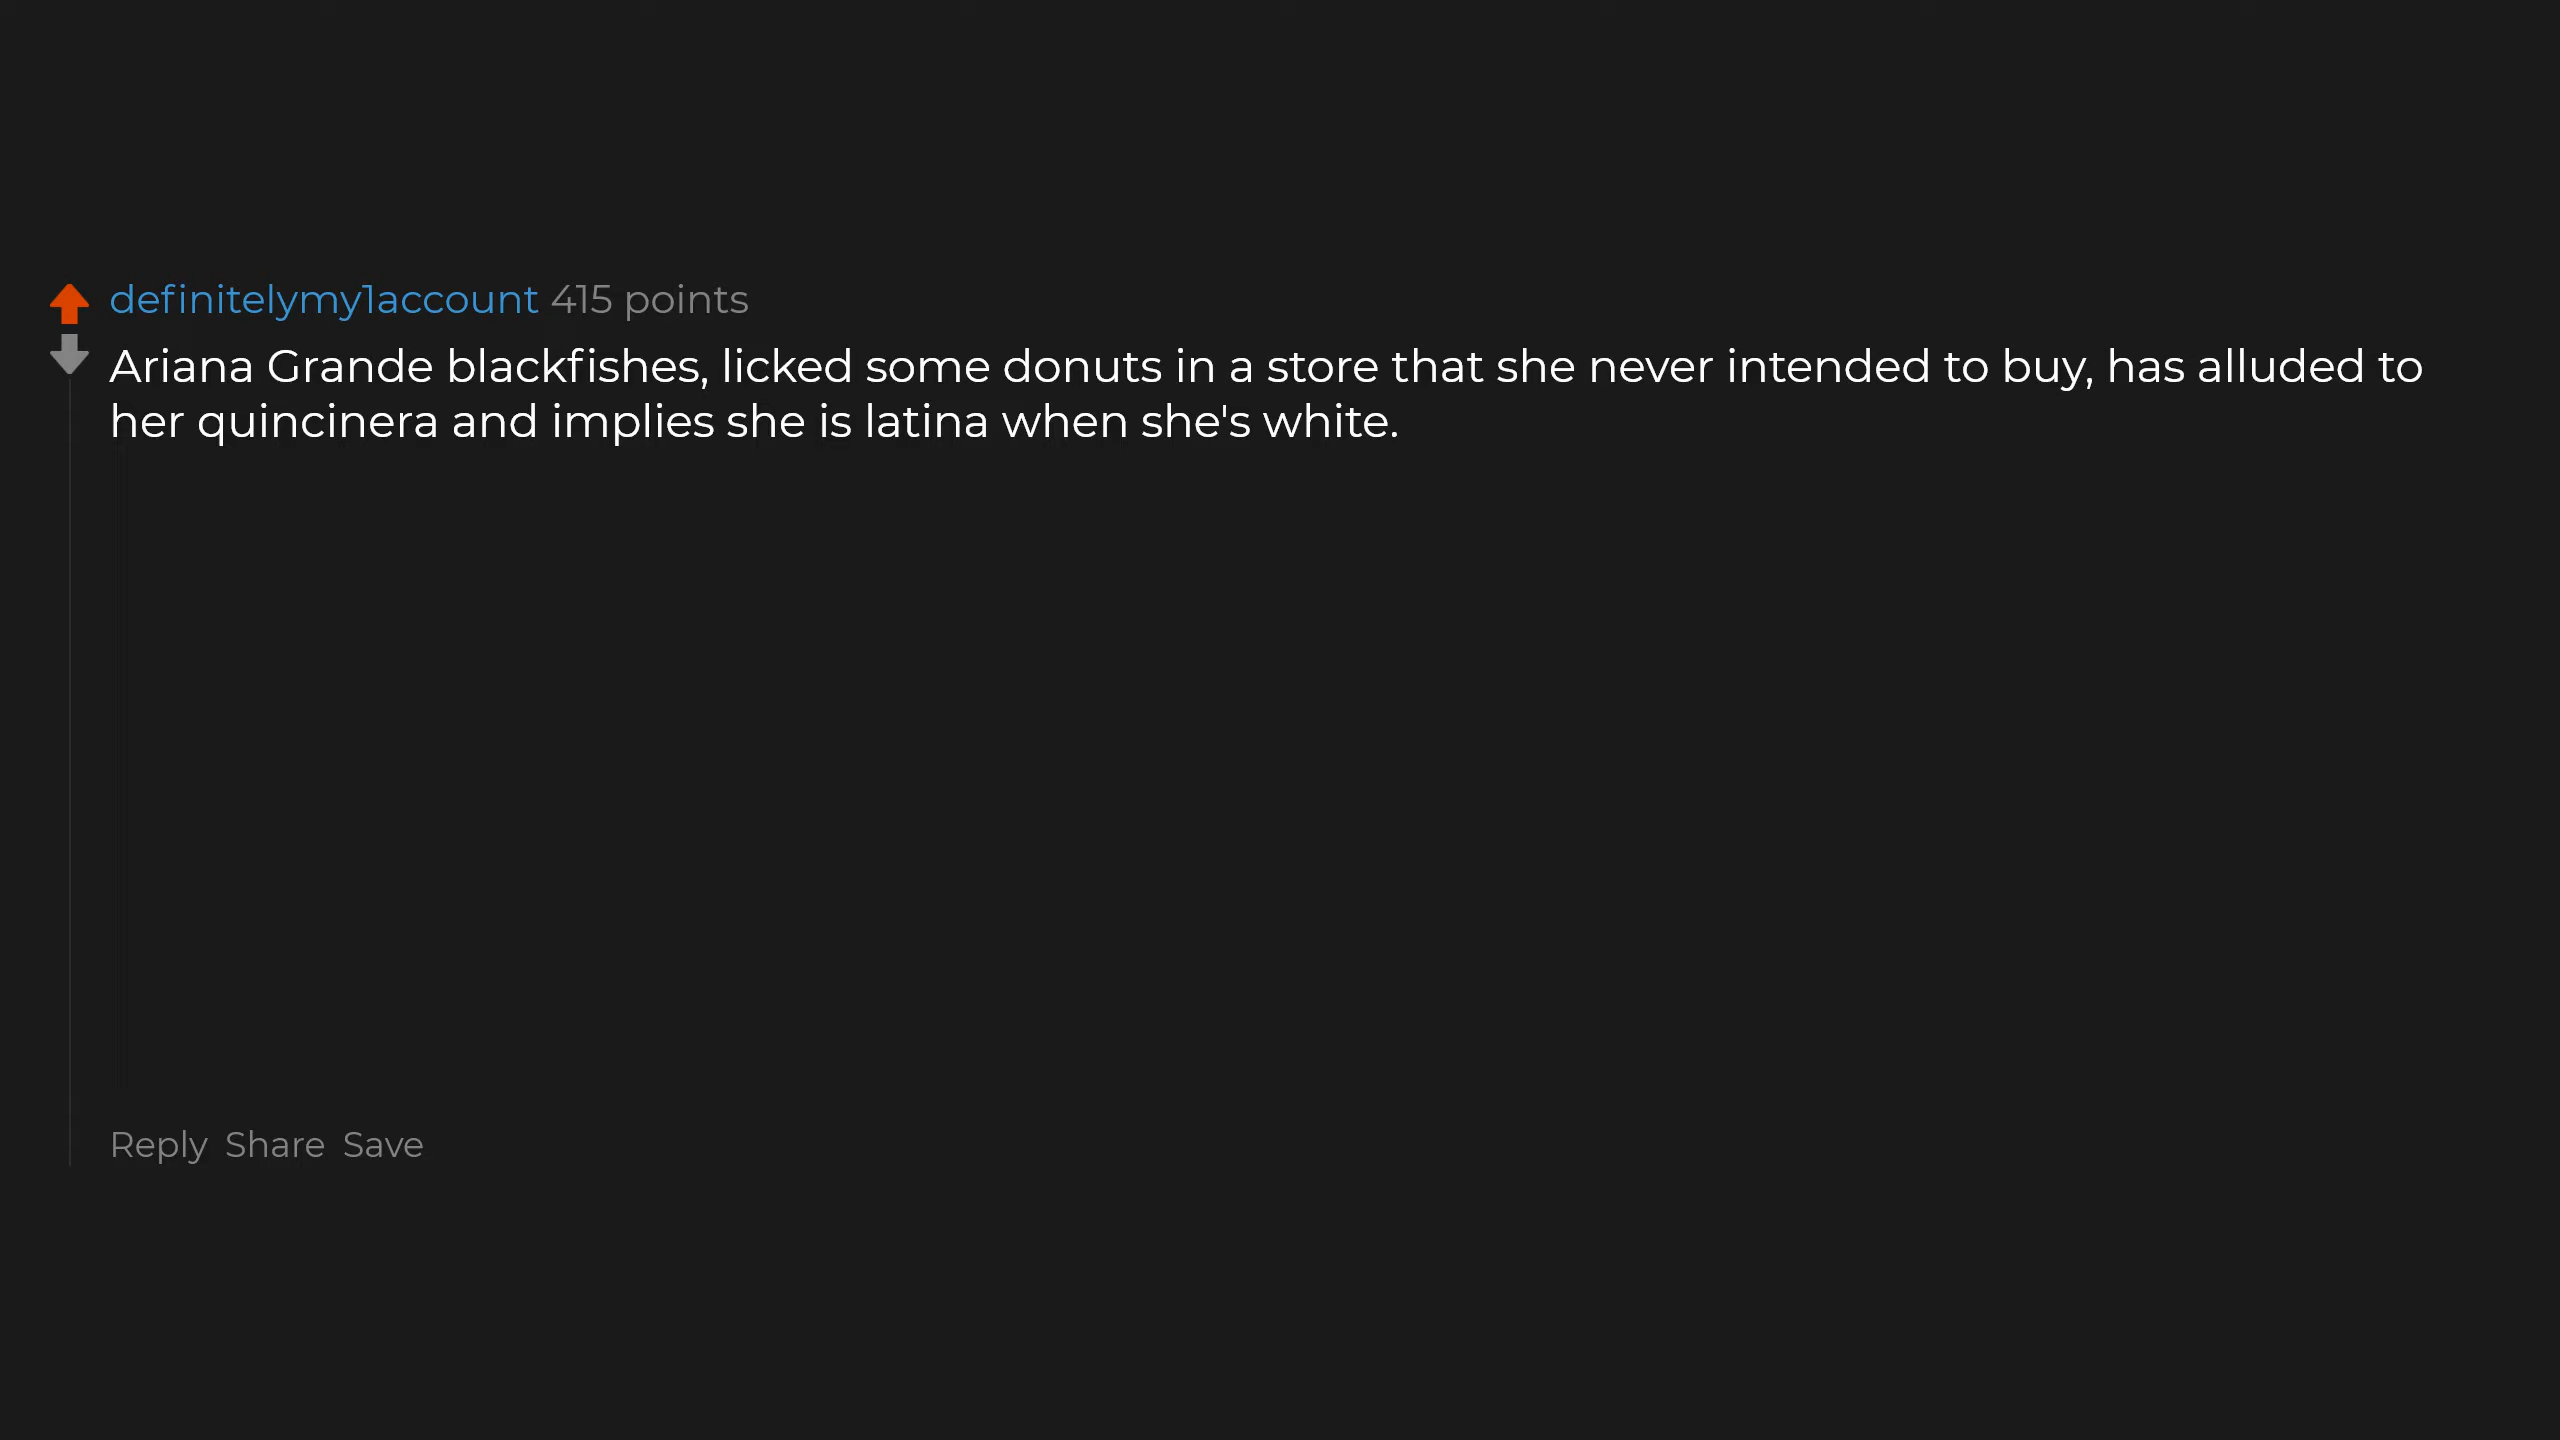 definitelymy1account 415 points
Ariana Grande blackfishes, licked some donuts in a store that she never intended to buy, has alluded to
her quincinera and implies she is latina when she's white.
Reply Share Save